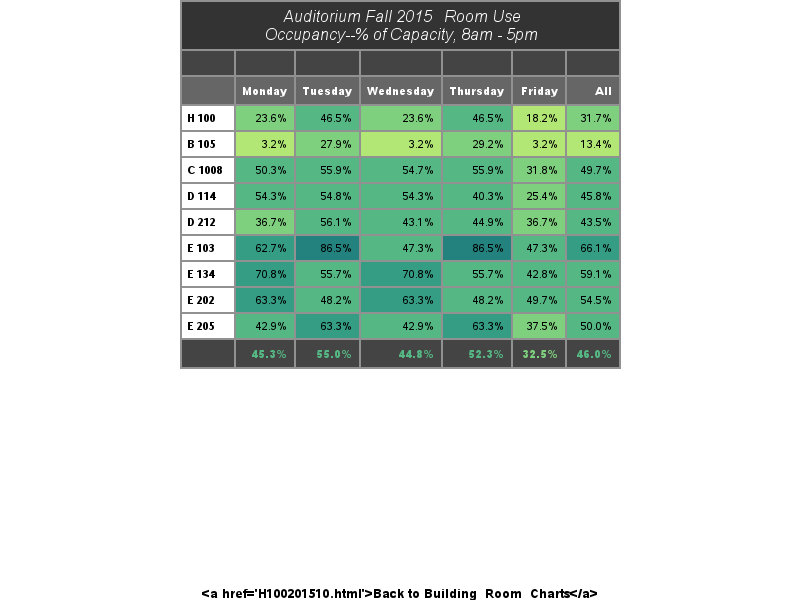 Auditorium Fall 2015 Room Use
Occupancy--% of Capacity, 8am - 5pm
Monday Tuesday Wednesday Thursday Friday All
H 100 23.6% 46.5% 23.6% 46.5% 18.2% 31.7%
B 105 3.2% 27.9% 3.2% 29.2% 3.2% 13.4%
C 1008 50.3% 55.9% 54.7% 55.9% 31.8% 49.7%
D 114 54.3% 54.8% 54.3% 40.3% 25.4% 45.8%
D 212 36.7% 56.1% 43.1% 44.9% 36.7% 43.5%
E 103 62.7% 86.5% 47.3% 86.5% 47.3% 66.1%
E 134 70.8% 55.7% 70.8% 55.7% 42.8% 59.1%
E 202 63.3% 48.2% 63.3% 48.2% 49.7% 54.5%
E 205 42.9% 63.3% 42.9% 63.3% 37.5% 50.0%
45.3% 55.0% 44.8% 52.3% 32.5% 46.0%
<a href='H100201510.html'>Back to Building Room Charts</a>